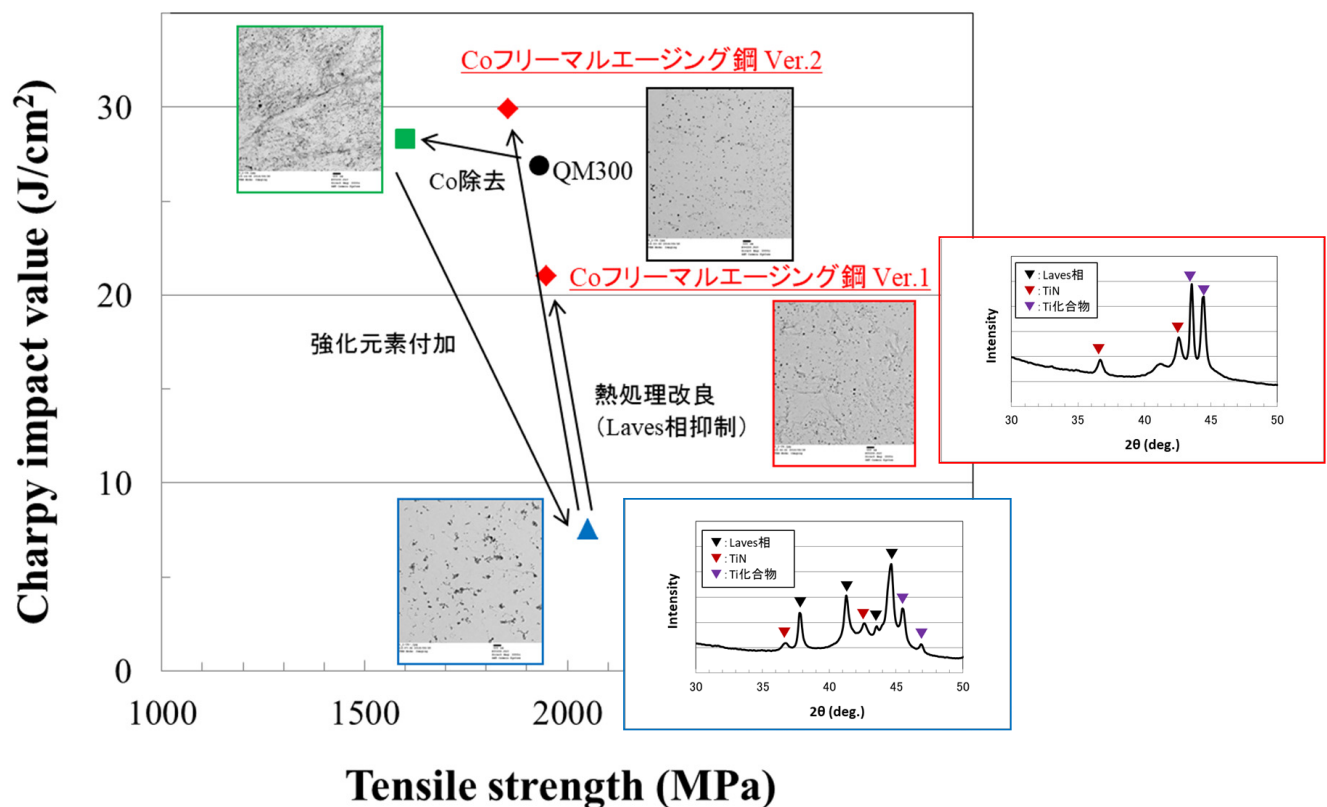 Charpy impact value (J/cm²)
30
20
10
0
1000
1500
2000
Tensile strength (MPa)
Coフリーマルエージング鋼 Ver.2
QM300
Co除去
Coフリーマルエージング鋼 Ver.1
強化元素付加
熱処理改良
（Laves相抑制）
▼: Laves相
▼: TiN
▼: Ti化合物
Intensity
30 35 40 45 50
2θ (deg.)
▼: Laves相
▼: TiN
▼: Ti化合物
Intensity
30 35 40 45 50
2θ (deg.)